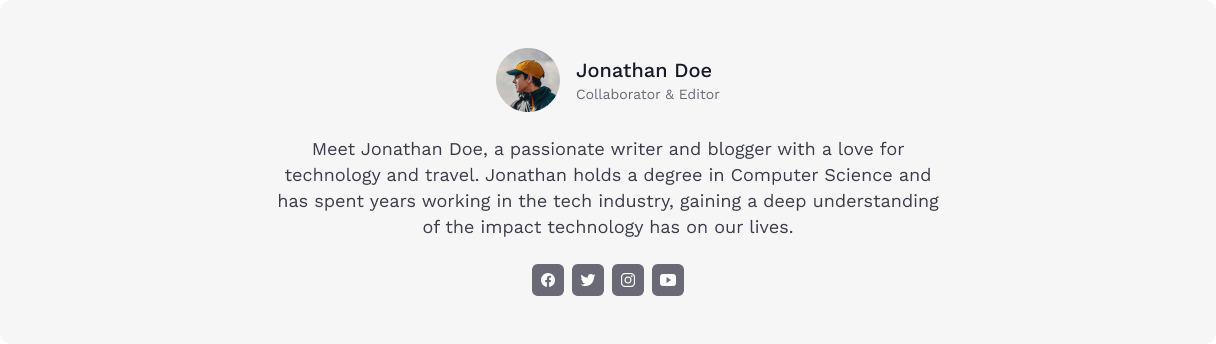 Jonathan Doe
Collaborator & Editor
Meet Jonathan Doe, a passionate writer and blogger with a love for
technology and travel. Jonathan holds a degree in Computer Science and
has spent years working in the tech industry, gaining a deep understanding
of the impact technology has on our lives.